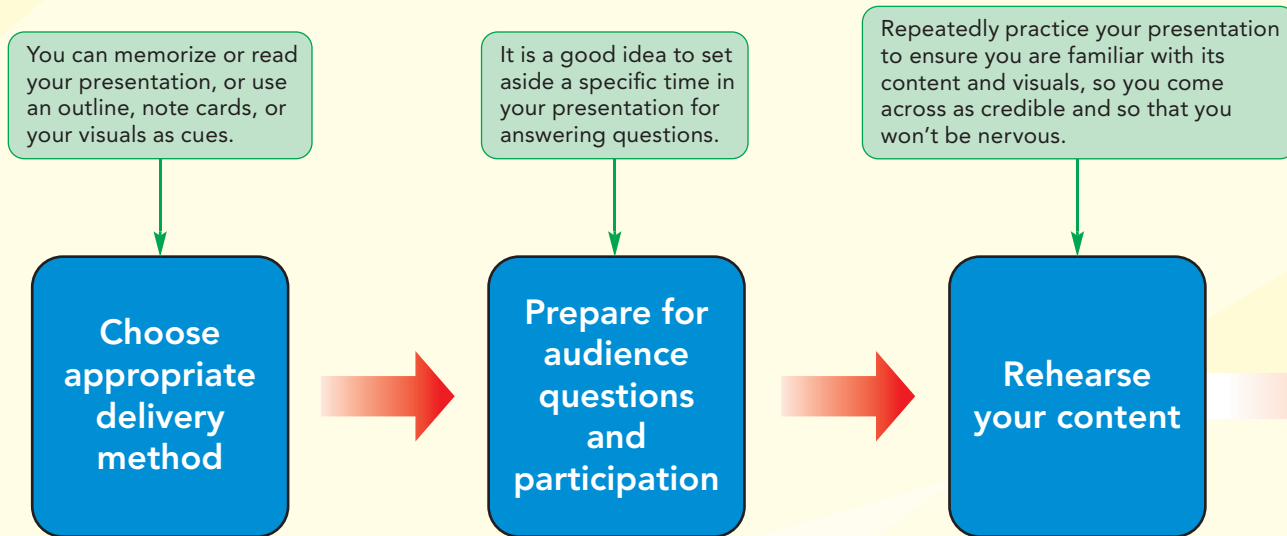 You can memorize or read
your presentation, or use
an outline, note cards, or
your visuals as cues.
It is a good idea to set
aside a specific time in
your presentation for
answering questions.
Repeatedly practice your presentation
to ensure you are familiar with its
content and visuals, so you come
across as credible and so that you
won’t be nervous.
Choose
appropriate
delivery
method
Prepare for
audience
questions
and
participation
Rehearse
your content